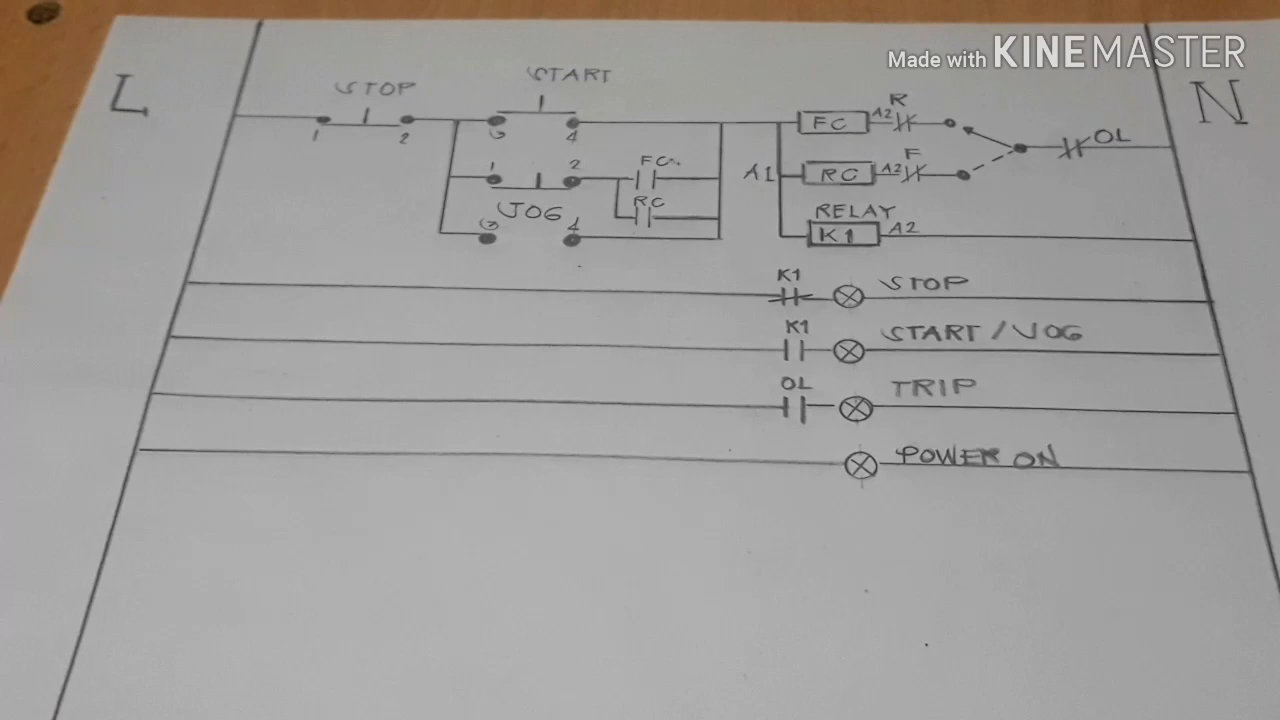 Made with KINEMASTER
L
N
STOP
START
1 2
3 4
FC A2 R
OL
1 2 FC
A1 RC A2 F
JOG RC
3 4
RELAY
K1 A2
K1 STOP
K1 START / JOG
OL TRIP
POWER ON